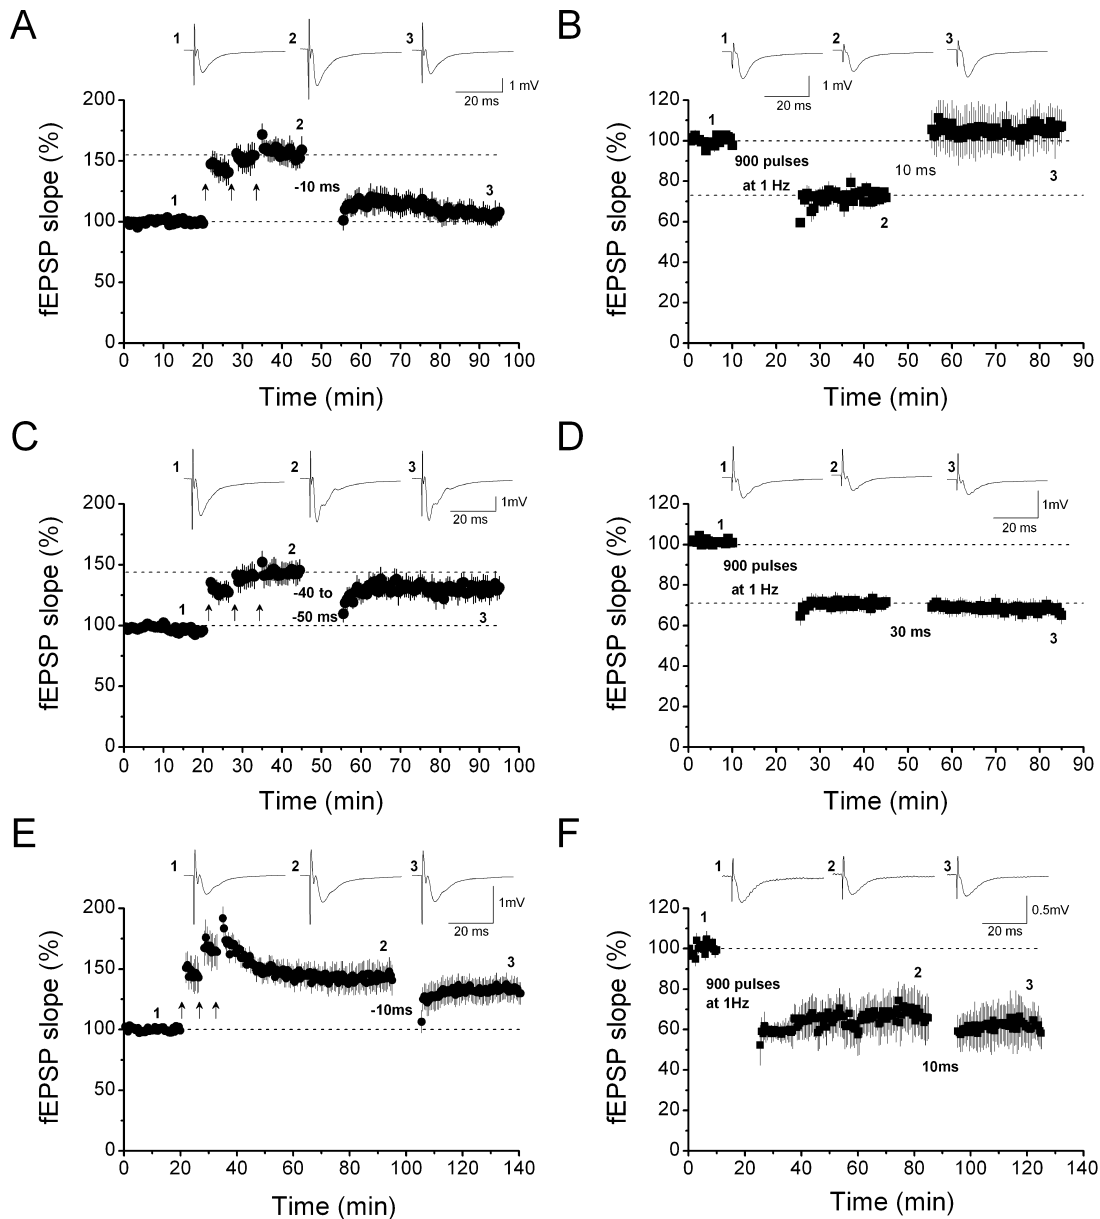 A
1
2
3
1 mV
20 ms
200
150
100
50
0
fEPSP slope (%)
1
2
-10 ms
3
0 10 20 30 40 50 60 70 80 90 100
Time (min)
B
1
2
3
1 mV
20 ms
120
100
80
60
40
20
0
fEPSP slope (%)
1
900 pulses
at 1 Hz
2
10 ms
3
0 10 20 30 40 50 60 70 80 90
Time (min)
C
1
2
3
1mV
20 ms
200
150
100
50
0
fEPSP slope (%)
1
2
-40 to
-50 ms
3
0 10 20 30 40 50 60 70 80 90 100
Time (min)
D
1
2
3
1mV
20 ms
120
100
80
60
40
20
0
fEPSP slope (%)
1
900 pulses
at 1 Hz
30 ms
3
0 10 20 30 40 50 60 70 80 90
Time (min)
E
1
2
3
1mV
20 ms
200
150
100
50
0
fEPSP slope (%)
1
2
-10ms
3
0 20 40 60 80 100 120 140
Time (min)
F
1
2
3
0.5mV
20 ms
120
100
80
60
40
20
0
fEPSP slope (%)
1
900 pulses
at 1Hz
2
10ms
3
0 20 40 60 80 100 120 140
Time (min)